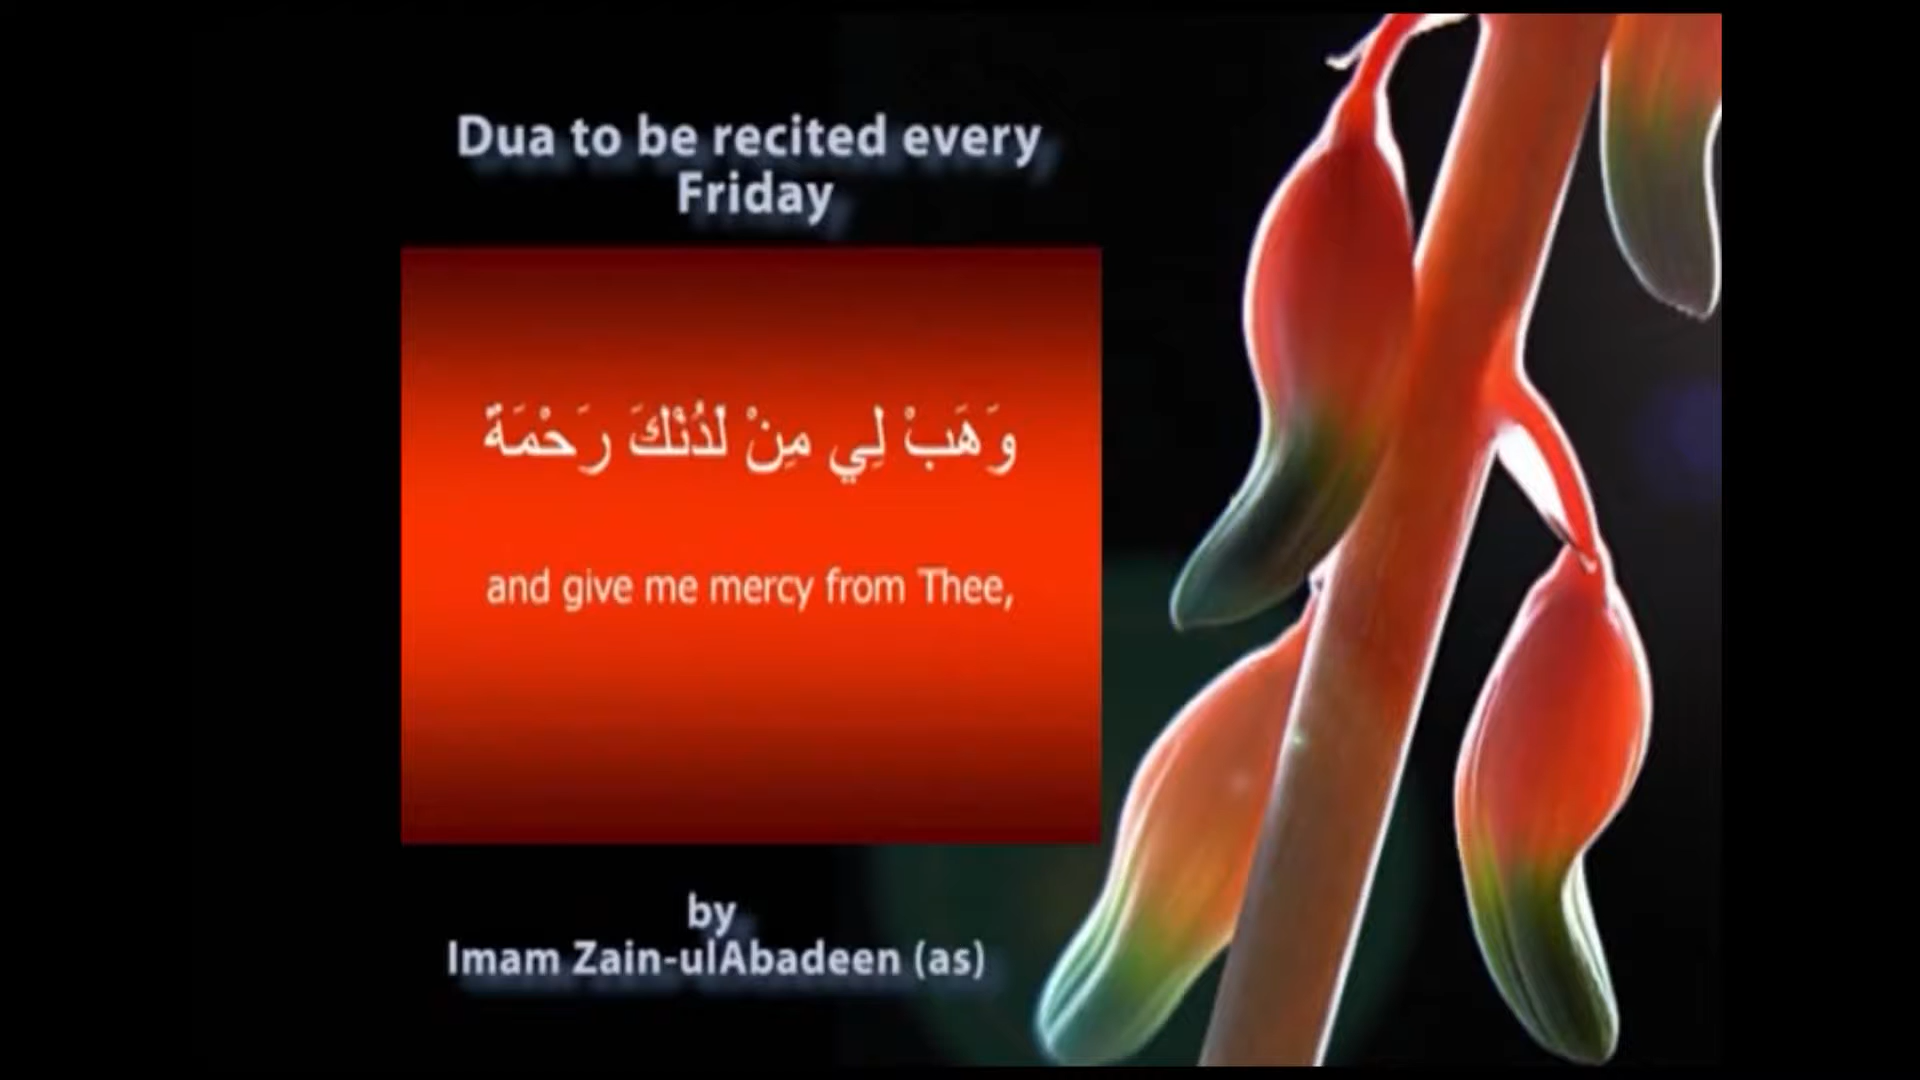 Dua to be recited every
Friday
وَهَبْ لِي مِنْ لَدُنْكَ رَحْمَةً
and give me mercy from Thee,
by
Imam Zain-ulAbadeen (as)